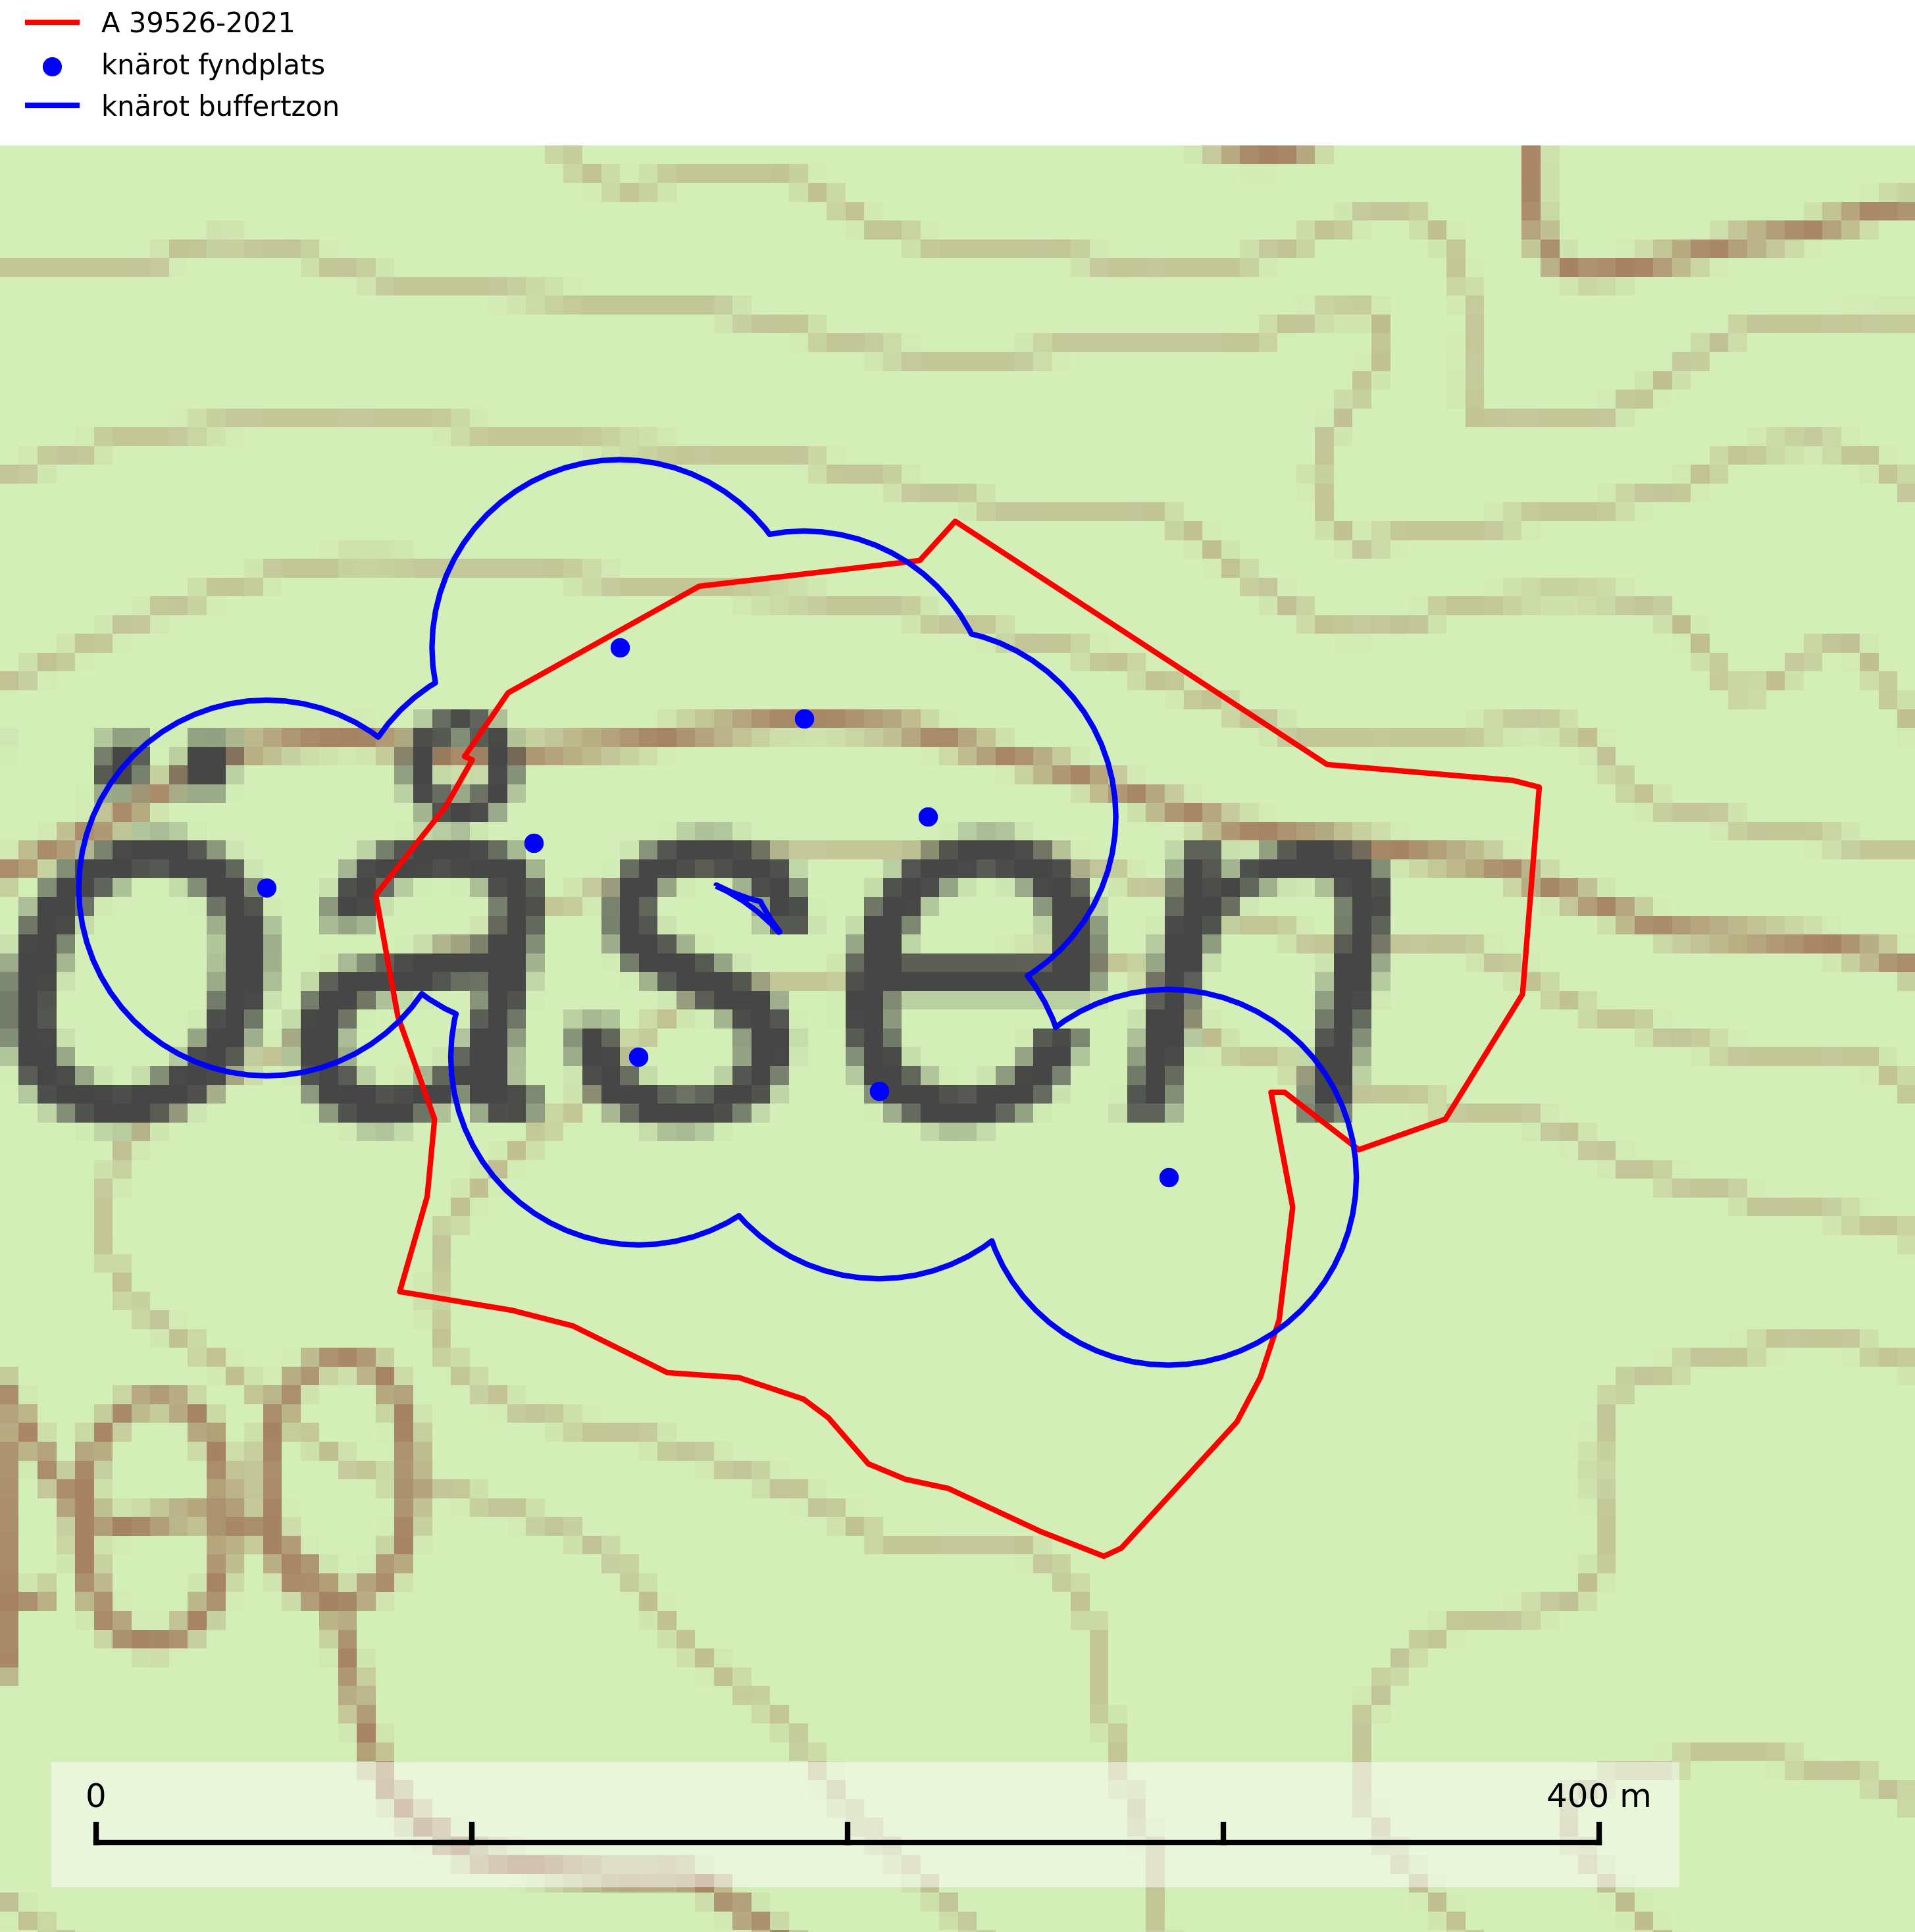 A 39526-2021
knärot fyndplats
knärot buffertzon
öåsen
0
400 m